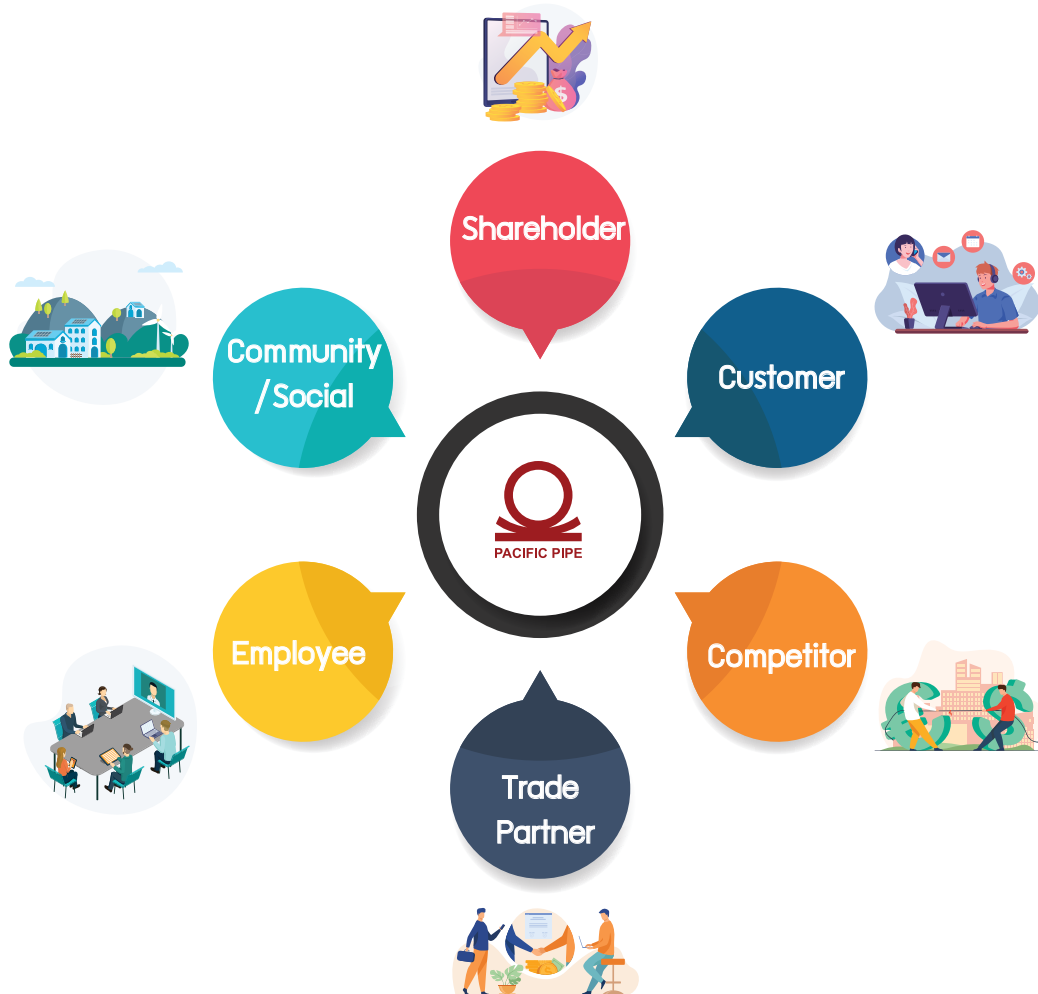 Shareholder
Community
/Social
Customer
PACIFIC PIPE
Employee
Competitor
Trade
Partner